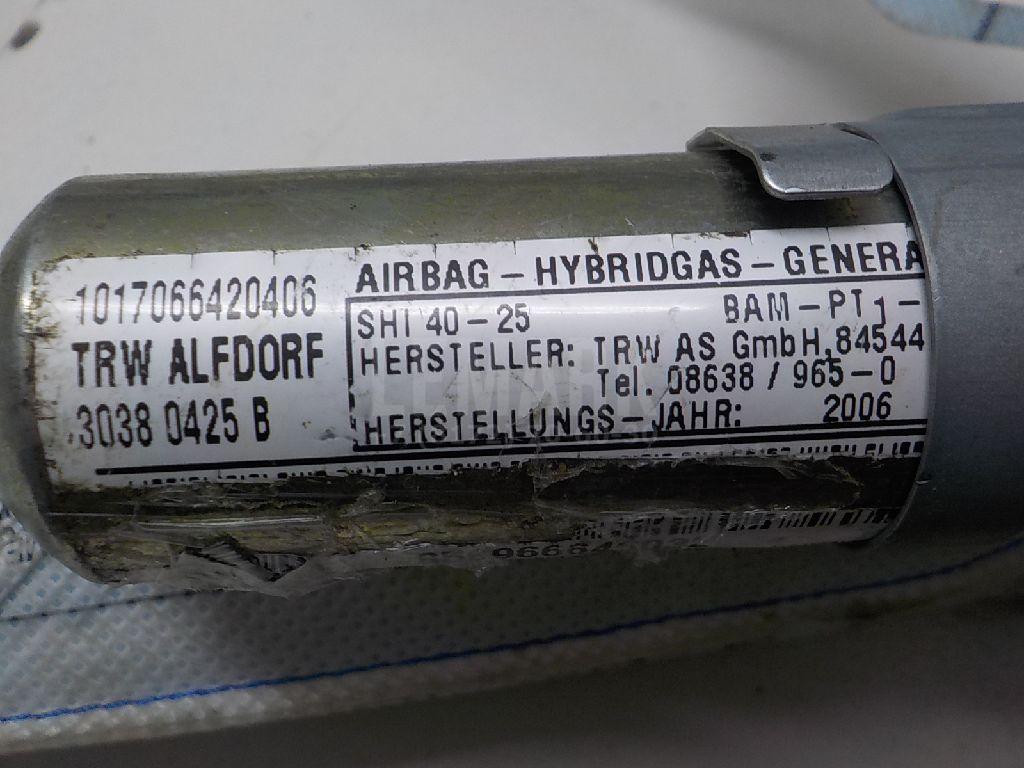 1017066420406
TRW ALFDORF
3038 0425 B
AIRBAG – HYBRIDGAS – GENERA
SHI 40 – 25 BAM – PT 1 –
HERSTELLER: TRW AS GmbH, 84544
Tel. 08638 / 965 – 0
HERSTELLUNGS – JAHR: 2006